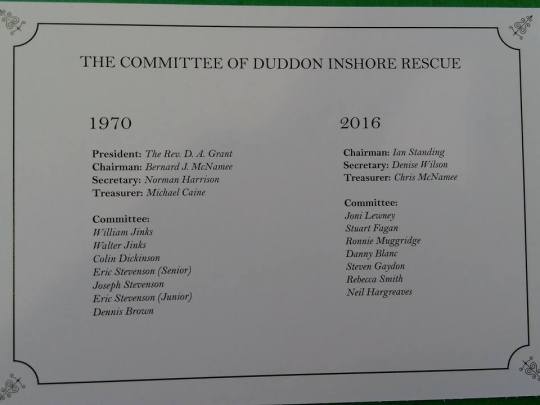 THE COMMITTEE OF DUDDON INSHORE RESCUE
1970
President: The Rev. D. A. Grant
Chairman: Bernard J. McNamee
Secretary: Norman Harrison
Treasurer: Michael Caine
Committee:
William Jinks
Walter Jinks
Colin Dickinson
Eric Stevenson (Senior)
Joseph Stevenson
Eric Stevenson (Junior)
Dennis Brown
2016
Chairman: Ian Standing
Secretary: Denise Wilson
Treasurer: Chris McNamee
Committee:
Joni Lewney
Stuart Fagan
Ronnie Muggridge
Danny Blanc
Steven Gaydon
Rebecca Smith
Neil Hargreaves